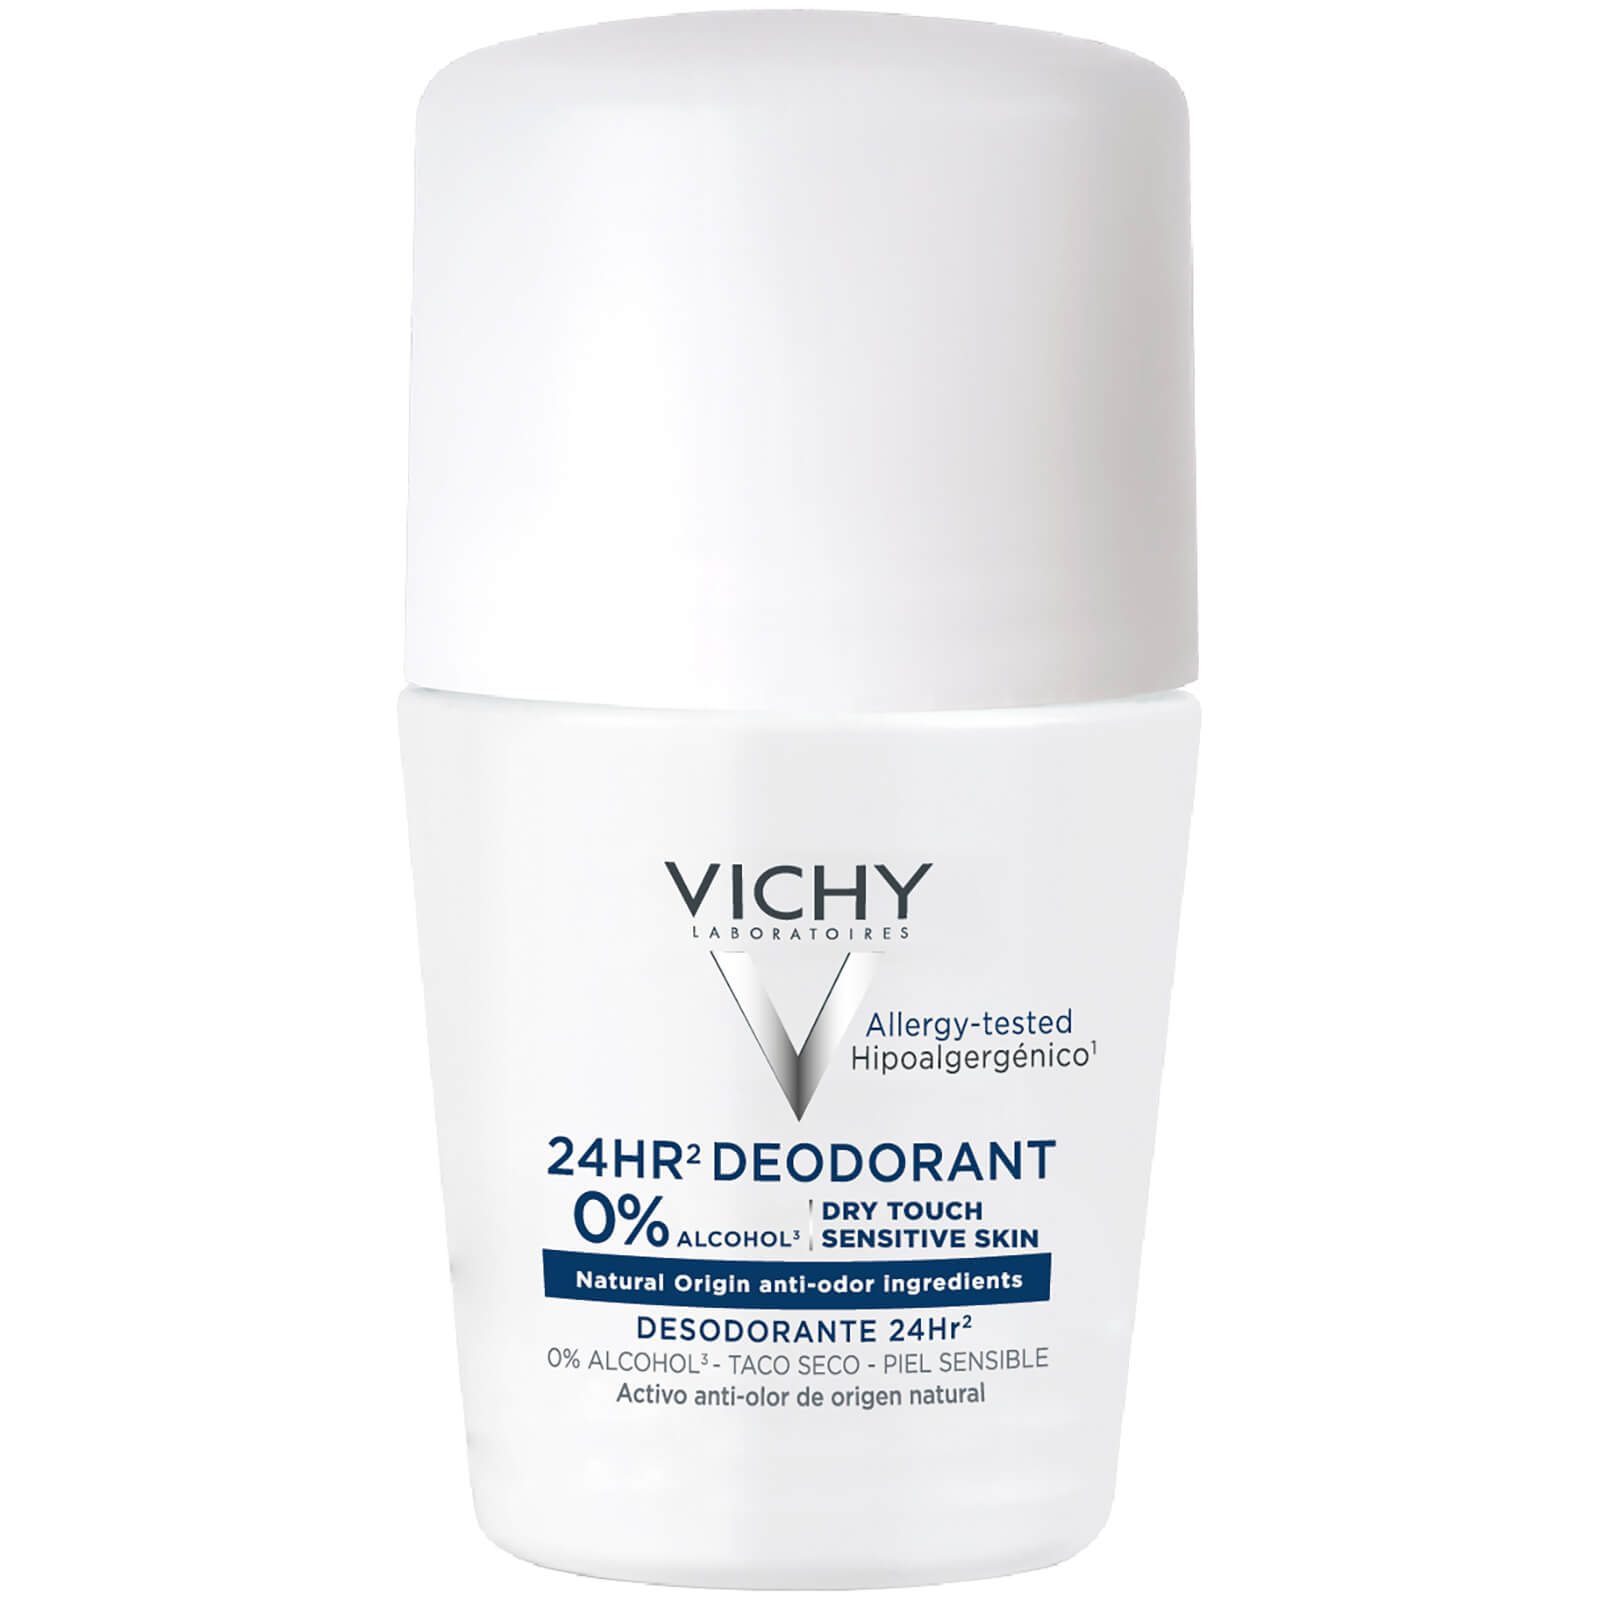 VICHY
LABORATOIRES
Allergy-tested
Hipoalgergénico¹
24HR² DEODORANT
0% ALCOHOL³ DRY TOUCH
SENSITIVE SKIN
Natural Origin anti-odor ingredients
DESODORANTE 24Hr²
0% ALCOHOL³ - TACO SECO - PIEL SENSIBLE
Activo anti-olor de origen natural